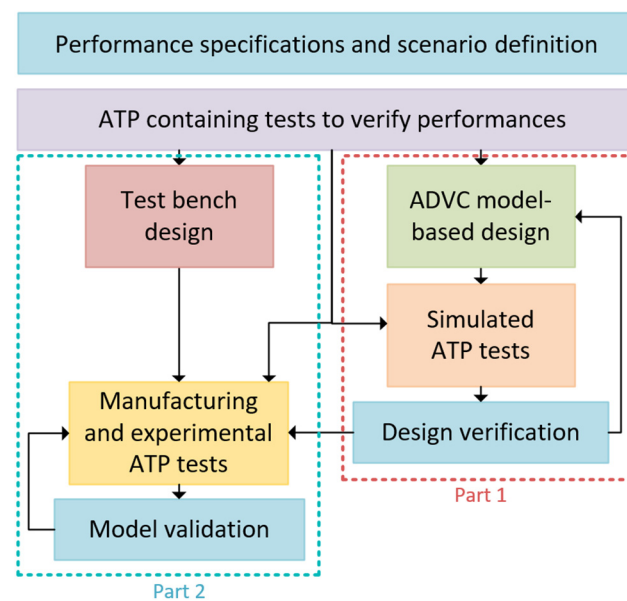 Performance specifications and scenario definition
ATP containing tests to verify performances
Test bench
design
ADVC model-
based design
Simulated
ATP tests
Manufacturing
and experimental
ATP tests
Design verification
Model validation
Part 1
Part 2